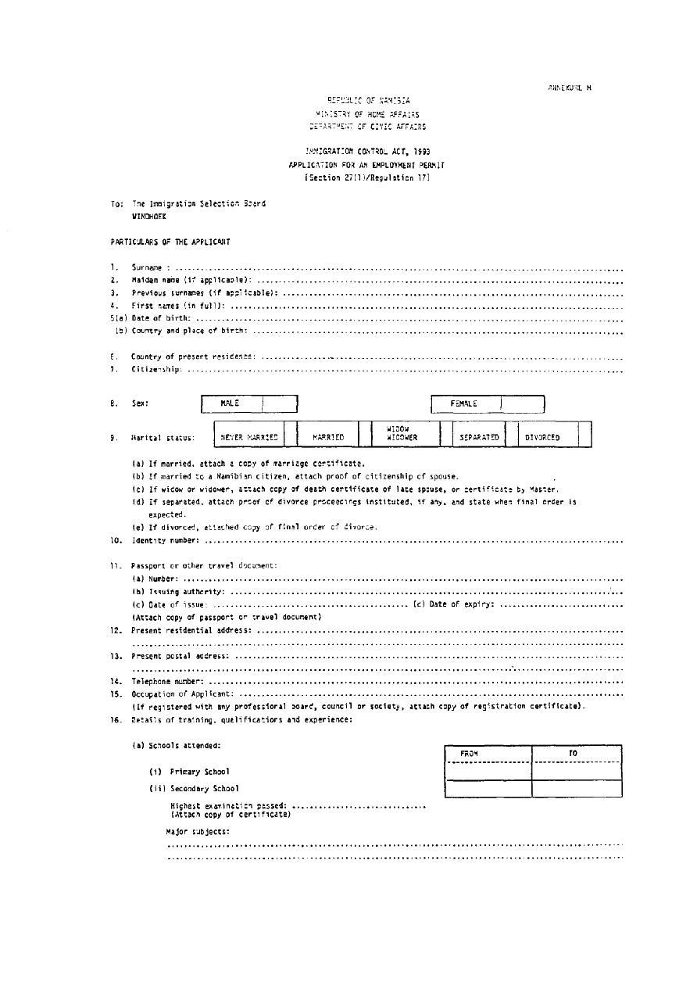 ANNEXURE M
REPUBLIC OF NAMIBIA
MINISTRY OF HOME AFFAIRS
DEPARTMENT OF CIVIC AFFAIRS
IMMIGRATION CONTROL ACT, 1993
APPLICATION FOR AN EMPLOYMENT PERMIT
[Section 27(1)/Regulation 17]
To: The Immigration Selection Board
WINDHOEK
PARTICULARS OF THE APPLICANT
1. Surname : ..........
2. Maiden name (if applicable): ..........
3. Previous surnames (if applicable): ..........
4. First names (in full): ..........
5(a) Date of birth: ..........
(b) Country and place of birth: ..........
6. Country of present residence: ..........
7. Citizenship: ..........
8. Sex: MALE FEMALE
9. Marital status: NEVER MARRIED MARRIED WIDOW WIDOWER SEPARATED DIVORCED
(a) If married, attach a copy of marriage certificate.
(b) If married to a Namibian citizen, attach proof of citizenship of spouse.
(c) If widow or widower, attach copy of death certificate of late spouse, or certificate by Master.
(d) If separated, attach proof of divorce proceedings instituted, if any, and state when final order is
expected.
(e) If divorced, attached copy of final order of divorce.
10. Identity number: ..........
11. Passport or other travel document:
(a) Number: ..........
(b) Issuing authority: ..........
(c) Date of issue: .......... (d) Date of expiry: ..........
(Attach copy of passport or travel document)
12. Present residential address: ..........
..........
13. Present postal address: ..........
..........
14. Telephone number: ..........
15. Occupation of Applicant: ..........
(If registered with any professional board, council or society, attach copy of registration certificate).
16. Details of training, qualifications and experience:
(a) Schools attended:
FROM TO
(i) Primary School
(ii) Secondary School
Highest examination passed: ..........
(Attach copy of certificate)
Major subjects:
..........
..........